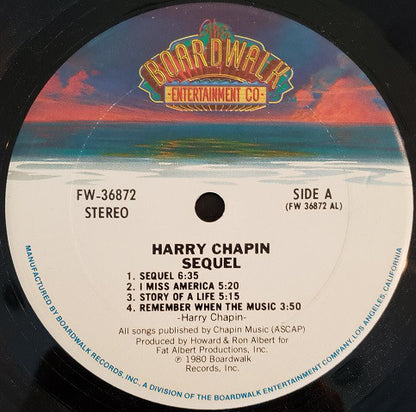 The
BOARDWALK
-ENTERTAINMENT CO-
FW-36872
STEREO
SIDE A
(FW 36872 AL)
HARRY CHAPIN
SEQUEL
1. SEQUEL 6:35
2. I MISS AMERICA 5:20
3. STORY OF A LIFE 5:15
4. REMEMBER WHEN THE MUSIC 3:50
-Harry Chapin-
All songs published by Chapin Music (ASCAP)
Produced by Howard & Ron Albert for
Fat Albert Productions, Inc.
℗ 1980 Boardwalk
Records, Inc.
MANUFACTURED BY BOARDWALK RECORDS, INC. A DIVISION OF THE BOARDWALK ENTERTAINMENT COMPANY, LOS ANGELES, CALIFORNIA